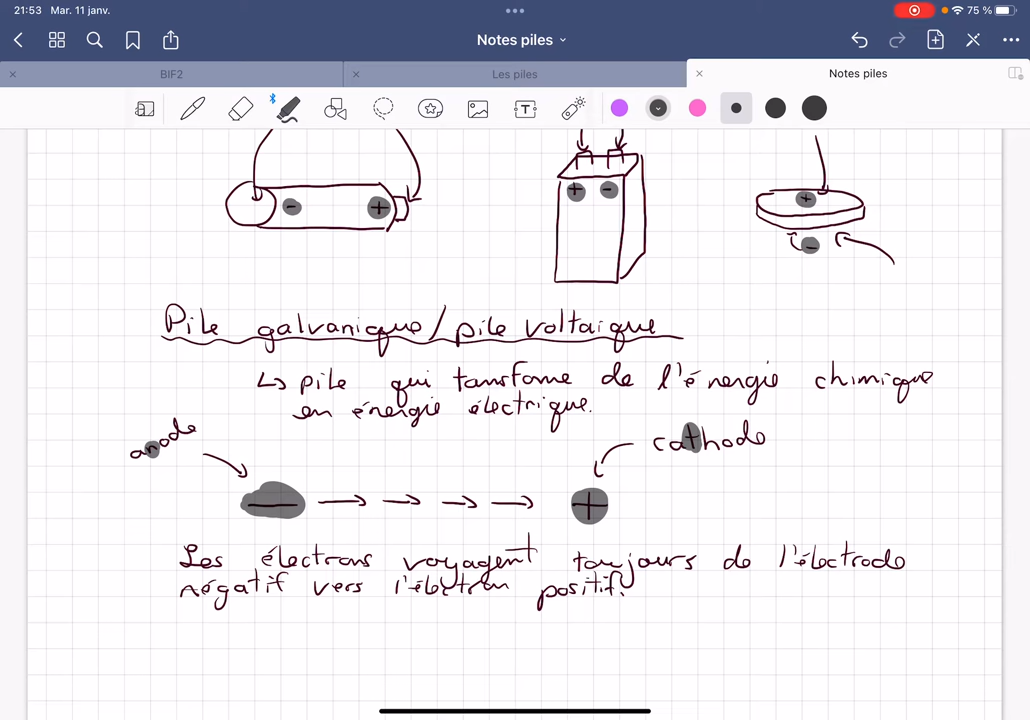 21:53 Mar. 11 janv.
75 %
Notes piles
BIF2
Les piles
Notes piles
- +
+ -
+
-
Pile galvanique/pile voltaique
↳ pile qui tansfome de l'énergie chimique
en énergie électrique.
anode
cathode
— → → → → +
Les électrons voyagent toujours de l'électrode
négatif vers l'électron positif.